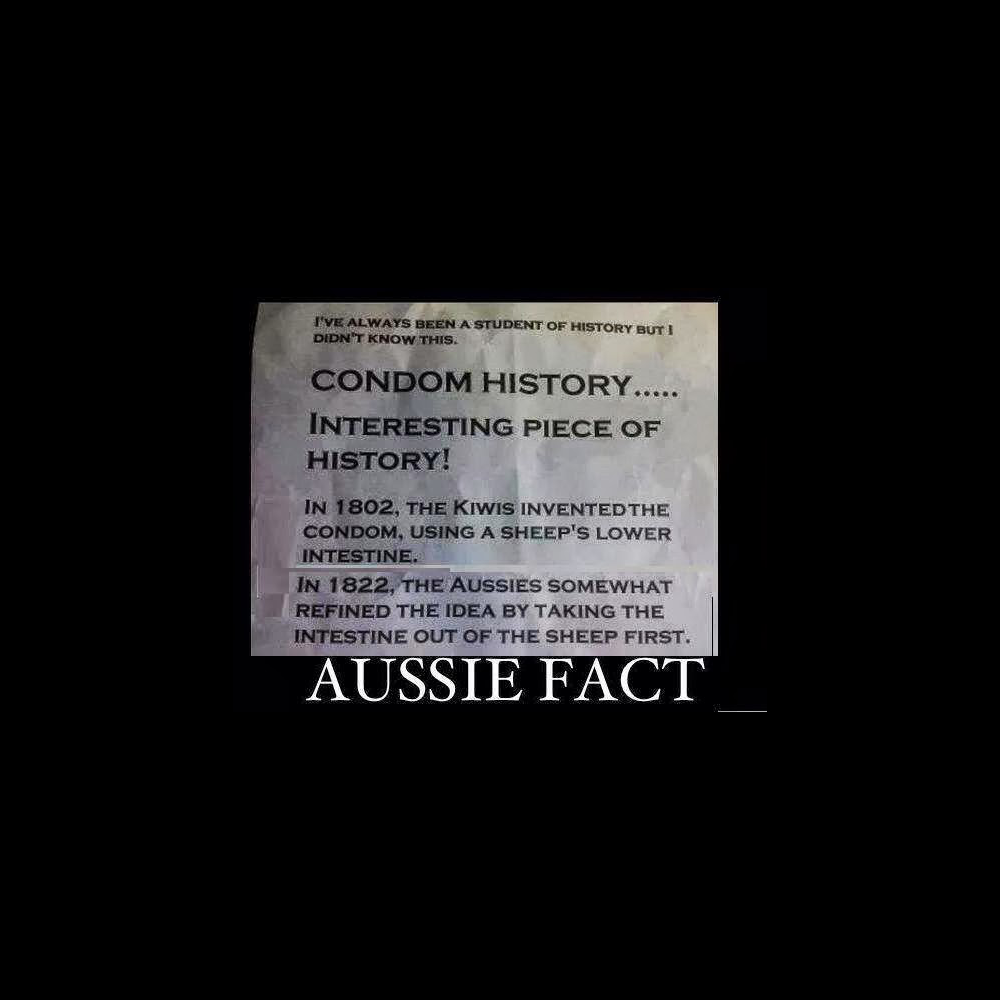 I'VE ALWAYS BEEN A STUDENT OF HISTORY BUT I
DIDN'T KNOW THIS.
CONDOM HISTORY.....
INTERESTING PIECE OF
HISTORY!
IN 1802, THE KIWIS INVENTED THE
CONDOM, USING A SHEEP'S LOWER
INTESTINE.
IN 1822, THE AUSSIES SOMEWHAT
REFINED THE IDEA BY TAKING THE
INTESTINE OUT OF THE SHEEP FIRST.
AUSSIE FACT